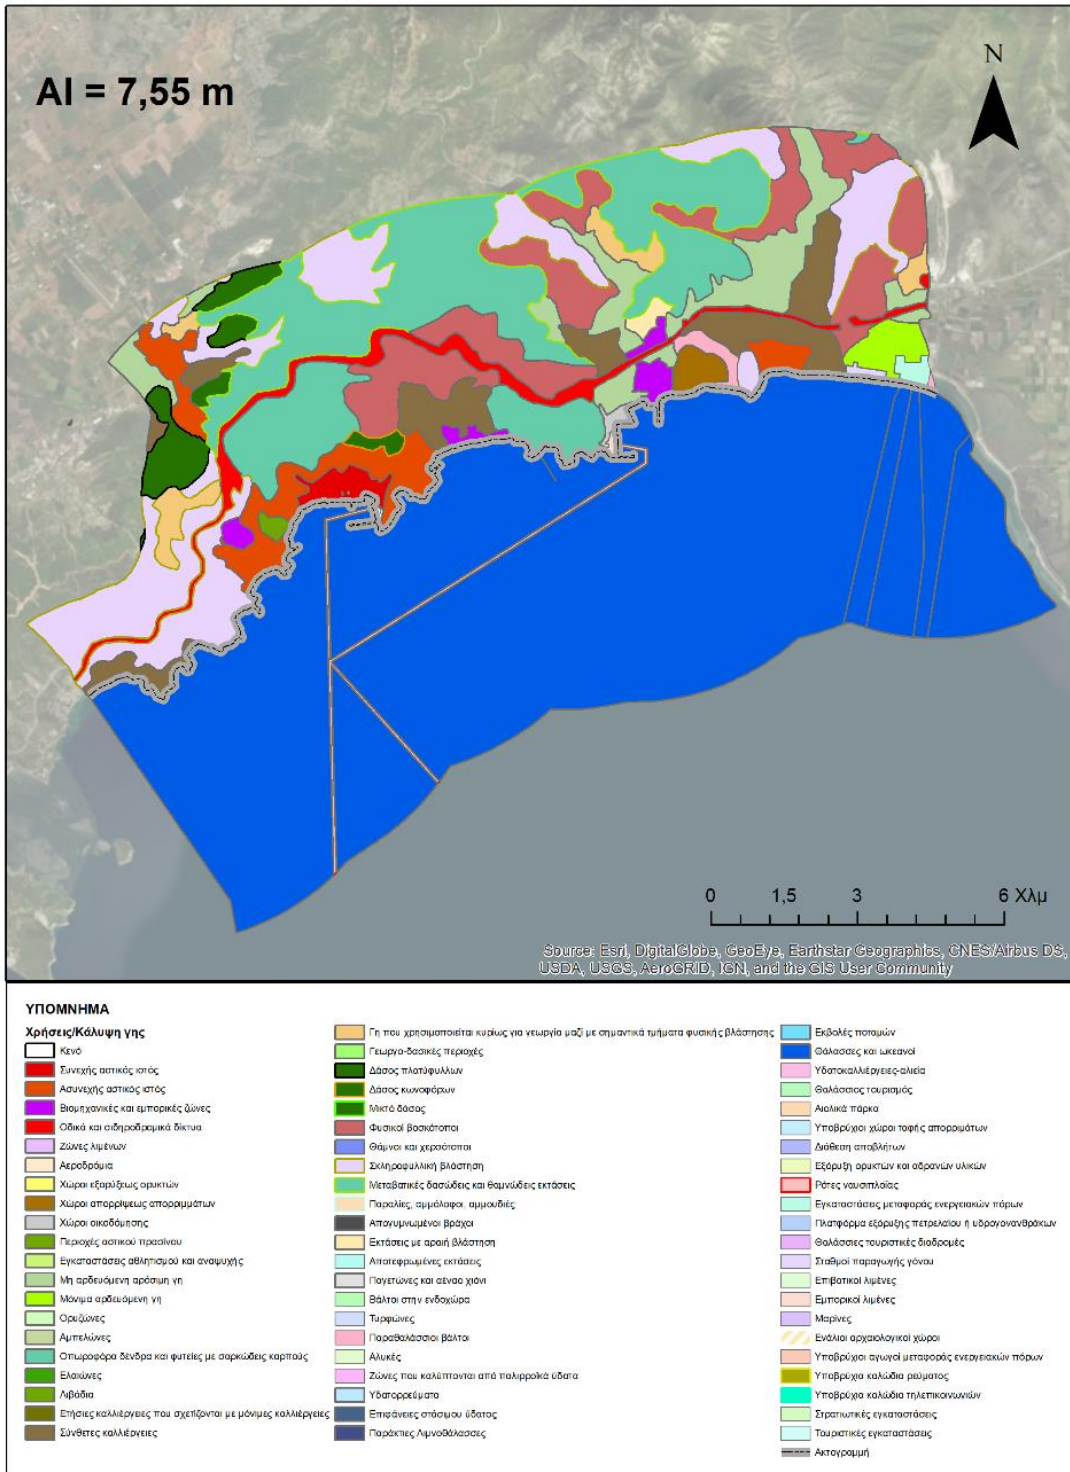 AI = 7,55 m
N
0 1,5 3 6 Χλμ
Source: Esri, DigitalGlobe, GeoEye, Earthstar Geographics, CNES/Airbus DS,
USDA, USGS, AeroGRID, IGN, and the GIS User Community
ΥΠΟΜΝΗΜΑ
Χρήσεις/Κάλυψη γης
Κενό
Συνεχής αστικός ιστός
Ασυνεχής αστικός ιστός
Βιομηχανικές και εμπορικές ζώνες
Οδικά και σιδηροδρομικά δίκτυα
Ζώνες λιμένων
Αεροδρόμια
Χώροι εξορύξεως ορυκτών
Χώροι απορρίψεως απορριμμάτων
Χώροι οικοδόμησης
Περιοχές αστικού πρασίνου
Εγκαταστάσεις αθλητισμού και αναψυχής
Μη αρδευόμενη αρόσιμη γη
Μόνιμα αρδευόμενη γη
Ορυζώνες
Αμπελώνες
Οπωροφόρα δένδρα και φυτείες με σαρκώδεις καρπούς
Ελαιώνες
Λιβάδια
Ετήσιες καλλιέργειες που σχετίζονται με μόνιμες καλλιέργειες
Σύνθετες καλλιέργειες
Γη που χρησιμοποιείται κυρίως για γεωργία μαζί με σημαντικά τμήματα φυσικής βλάστησης
Γεωργο-δασικές περιοχές
Δάσος πλατύφυλλων
Δάσος κωνοφόρων
Μικτό δάσος
Φυσικοί βοσκότοποι
Θάμνοι και χερσότοποι
Σκληροφυλλική βλάστηση
Μεταβατικές δασώδεις και θαμνώδεις εκτάσεις
Παραλίες, αμμόλοφοι, αμμουδιές
Απογυμνωμένοι βράχοι
Εκτάσεις με αραιή βλάστηση
Αποτεφρωμένες εκτάσεις
Παγετώνες και αέναο χιόνι
Βάλτοι στην ενδοχώρα
Τυρφώνες
Παραθαλάσσιοι βάλτοι
Αλυκές
Ζώνες που καλύπτονται από παλιρροϊκά ύδατα
Υδατορρεύματα
Επιφάνειες στάσιμου ύδατος
Παράκτιες Λιμνοθάλασσες
Εκβολές ποταμών
Θάλασσες και ωκεανοί
Υδατοκαλλιέργειες-αλιεία
Θαλάσσιος τουρισμός
Αιολικά πάρκα
Υποβρύχιοι χώροι ταφής απορριμάτων
Διάθεση αποβλήτων
Εξόρυξη ορυκτών και αδρανών υλικών
Ρότες ναυσιπλοΐας
Εγκαταστάσεις μεταφοράς ενεργειακών πόρων
Πλατφόρμα εξόρυξης πετρελαίου ή υδρογονανθράκων
Θαλάσσιες τουριστικές διαδρομές
Σταθμοί παραγωγής γόνου
Επιβατικοί λιμένες
Εμπορικοί λιμένες
Μαρίνες
Ενάλιοι αρχαιολογικοί χώροι
Υποβρύχιοι αγωγοί μεταφοράς ενεργειακών πόρων
Υποβρύχια καλώδια ρεύματος
Υποβρύχια καλώδια τηλεπικοινωνιών
Στρατιωτικές εγκαταστάσεις
Τουριστικές εγκαταστάσεις
Ακτογραμμή